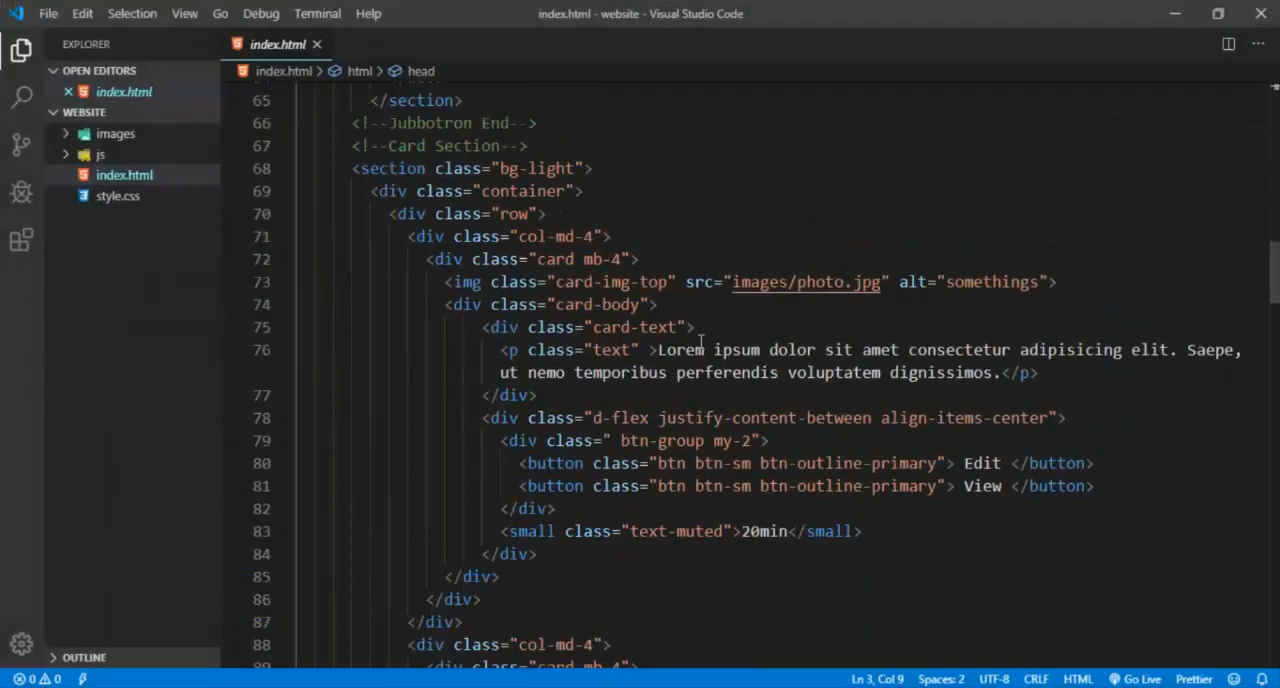 File Edit Selection View Go Debug Terminal Help
index.html - website - Visual Studio Code
EXPLORER
OPEN EDITORS
index.html
WEBSITE
images
js
index.html
style.css
OUTLINE
index.html
index.html > html > head
65 </section>
66 <!--Jubbotron End-->
67 <!--Card Section-->
68 <section class="bg-light">
69 <div class="container">
70 <div class="row">
71 <div class="col-md-4">
72 <div class="card mb-4">
73 <img class="card-img-top" src="images/photo.jpg" alt="somethings">
74 <div class="card-body">
75 <div class="card-text">
76 <p class="text" >Lorem ipsum dolor sit amet consectetur adipisicing elit. Saepe,
ut nemo temporibus perferendis voluptatem dignissimos.</p>
77 </div>
78 <div class="d-flex justify-content-between align-items-center">
79 <div class=" btn-group my-2">
80 <button class="btn btn-sm btn-outline-primary"> Edit </button>
81 <button class="btn btn-sm btn-outline-primary"> View </button>
82 </div>
83 <small class="text-muted">20min</small>
84 </div>
85 </div>
86 </div>
87 </div>
88 <div class="col-md-4">
89 <div class="card mb-4">
0 0 Ln 3, Col 9 Spaces: 2 UTF-8 CRLF HTML Go Live Prettier